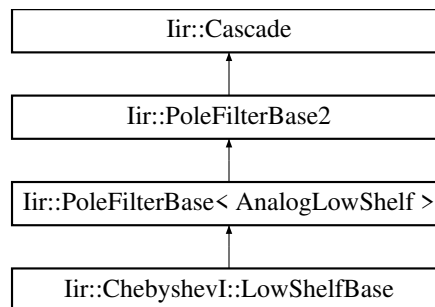 Iir::Cascade
Iir::PoleFilterBase2
Iir::PoleFilterBase< AnalogLowShelf >
Iir::ChebyshevI::LowShelfBase